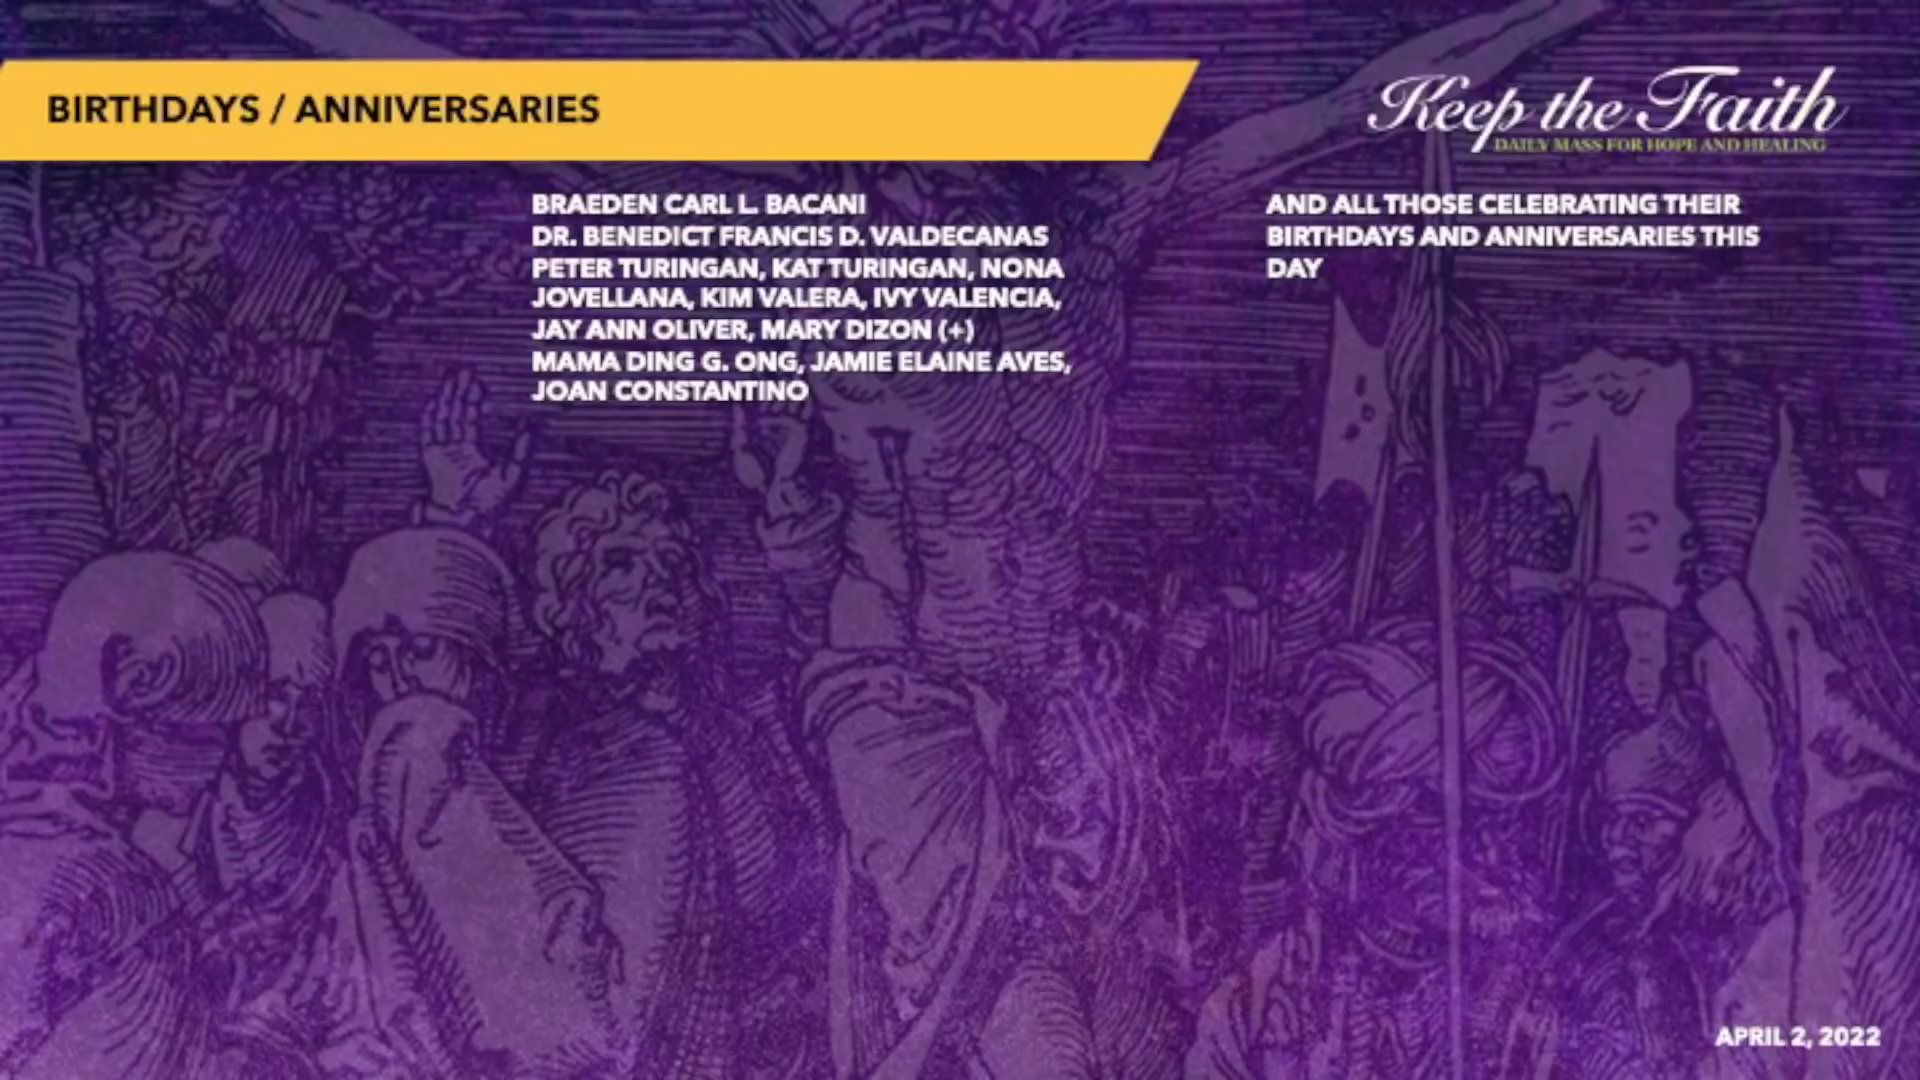 BIRTHDAYS / ANNIVERSARIES
Keep the Faith
DAILY MASS FOR HOPE AND HEALING
BRAEDEN CARL L. BACANI
DR. BENEDICT FRANCIS D. VALDECANAS
PETER TURINGAN, KAT TURINGAN, NONA
JOVELLANA, KIM VALERA, IVY VALENCIA,
JAY ANN OLIVER, MARY DIZON (+)
MAMA DING G. ONG, JAMIE ELAINE AVES,
JOAN CONSTANTINO
AND ALL THOSE CELEBRATING THEIR
BIRTHDAYS AND ANNIVERSARIES THIS
DAY
APRIL 2, 2022